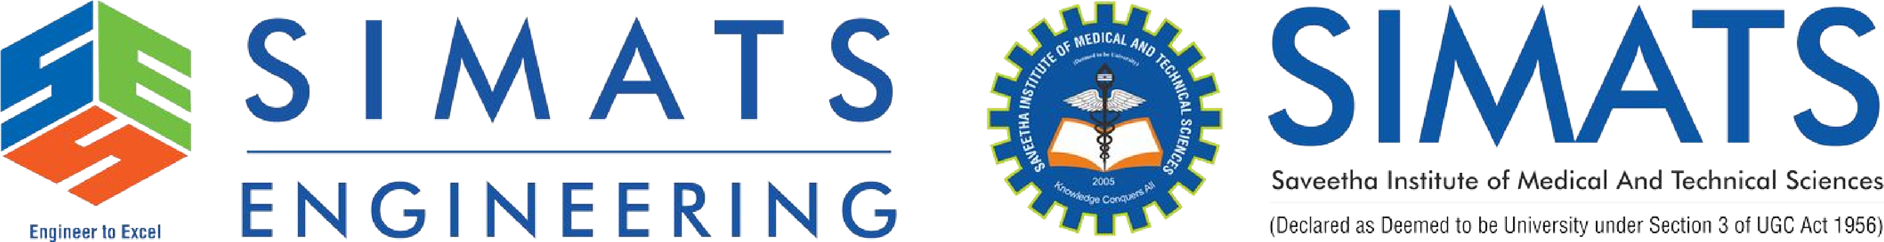 SES
Engineer to Excel
SIMATS
ENGINEERING
SAVEETHA INSTITUTE OF MEDICAL AND TECHNICAL SCIENCES
(Deemed to be University)
2005
Knowledge Conquers All
SIMATS
Saveetha Institute of Medical And Technical Sciences
(Declared as Deemed to be University under Section 3 of UGC Act 1956)